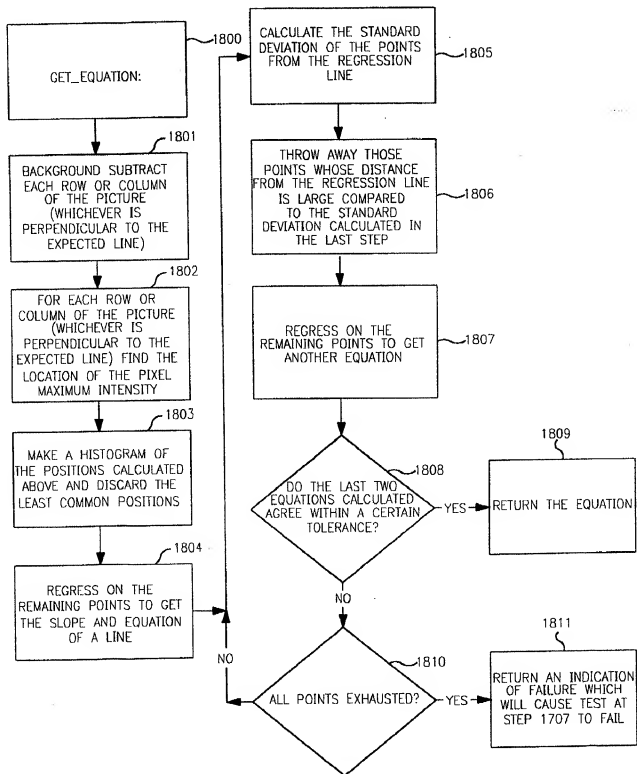 1800
GET_EQUATION:
1801
BACKGROUND SUBTRACT
EACH ROW OR COLUMN
OF THE PICTURE
(WHICHEVER IS
PERPENDICULAR TO THE
EXPECTED LINE)
1802
FOR EACH ROW OR
COLUMN OF THE PICTURE
(WHICHEVER IS
PERPENDICULAR TO THE
EXPECTED LINE) FIND THE
LOCATION OF THE PIXEL
MAXIMUM INTENSITY
1803
MAKE A HISTOGRAM OF
THE POSITIONS CALCULATED
ABOVE AND DISCARD THE
LEAST COMMON POSITIONS
1804
REGRESS ON THE
REMAINING POINTS TO GET
THE SLOPE AND EQUATION
OF A LINE
CALCULATE THE STANDARD
DEVIATION OF THE POINTS
FROM THE REGRESSION
LINE
1805
THROW AWAY THOSE
POINTS WHOSE DISTANCE
FROM THE REGRESSION LINE
IS LARGE COMPARED
TO THE STANDARD
DEVIATION CALCULATED IN
THE LAST STEP
1806
REGRESS ON THE
REMAINING POINTS TO GET
ANOTHER EQUATION
1807
1808
DO THE LAST TWO
EQUATIONS CALCULATED
AGREE WITHIN A CERTAIN
TOLERANCE?
YES
1809
RETURN THE EQUATION
NO
1810
ALL POINTS EXHAUSTED?
NO
YES
1811
RETURN AN INDICATION
OF FAILURE WHICH
WILL CAUSE TEST AT
STEP 1707 TO FAIL